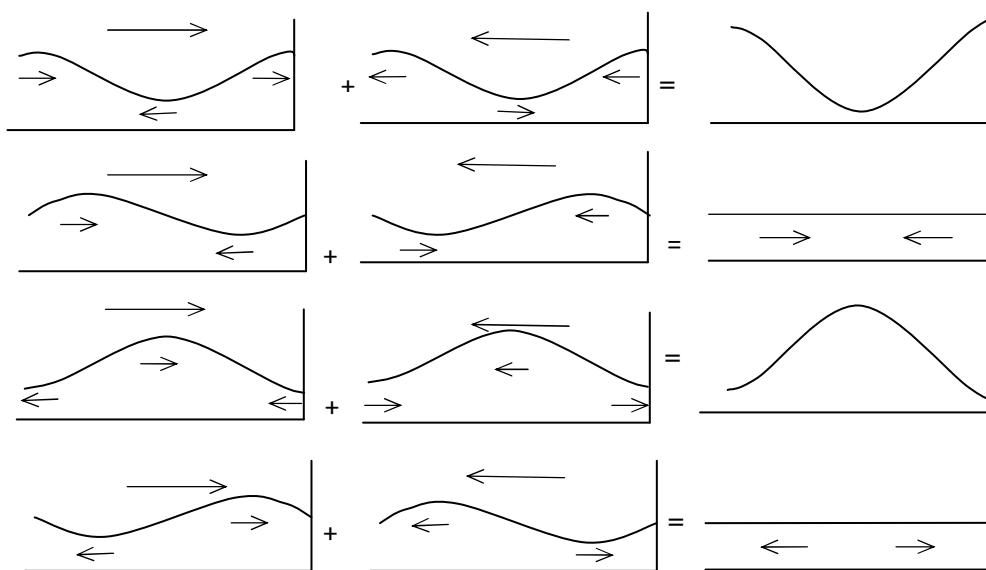 + =
+ =
+ =
+ =